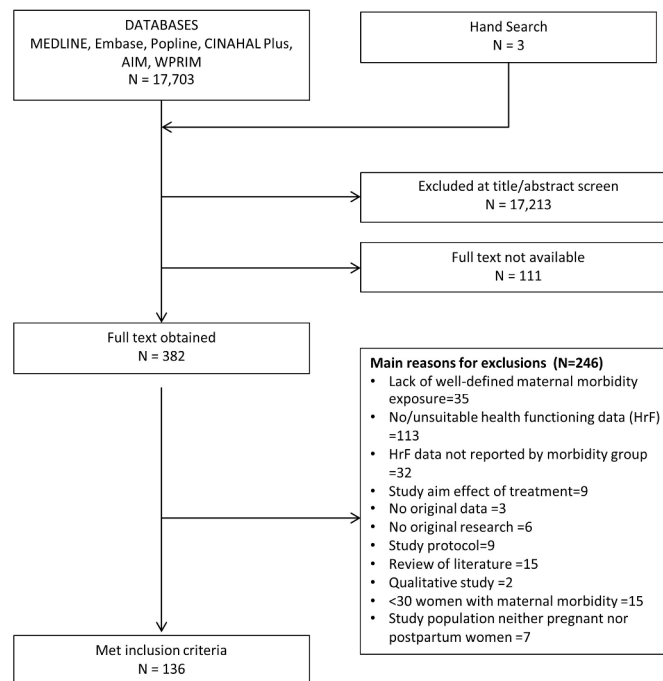 DATABASES
MEDLINE, Embase, Popline, CINAHAL Plus,
AIM, WPRIM
N = 17,703
Hand Search
N = 3
Excluded at title/abstract screen
N = 17,213
Full text not available
N = 111
Full text obtained
N = 382
Main reasons for exclusions (N=246)
• Lack of well-defined maternal morbidity
exposure=35
• No/unsuitable health functioning data (HrF)
=113
• HrF data not reported by morbidity group
=32
• Study aim effect of treatment=9
• No original data =3
• No original research =6
• Study protocol=9
• Review of literature =15
• Qualitative study =2
• <30 women with maternal morbidity =15
• Study population neither pregnant nor
postpartum women =7
Met inclusion criteria
N = 136